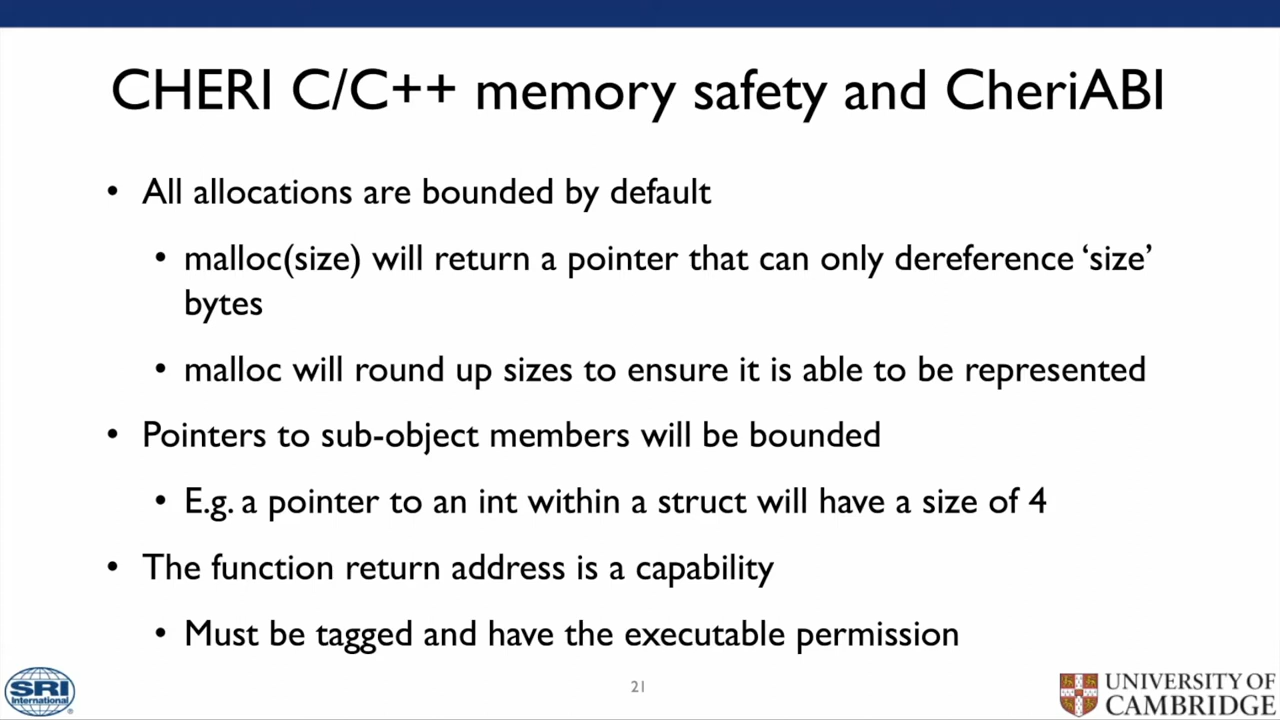 CHERI C/C++ memory safety and CheriABI
• All allocations are bounded by default
• malloc(size) will return a pointer that can only dereference ‘size’
bytes
• malloc will round up sizes to ensure it is able to be represented
• Pointers to sub-object members will be bounded
• E.g. a pointer to an int within a struct will have a size of 4
• The function return address is a capability
• Must be tagged and have the executable permission
SRI
International®
21
UNIVERSITY OF
CAMBRIDGE